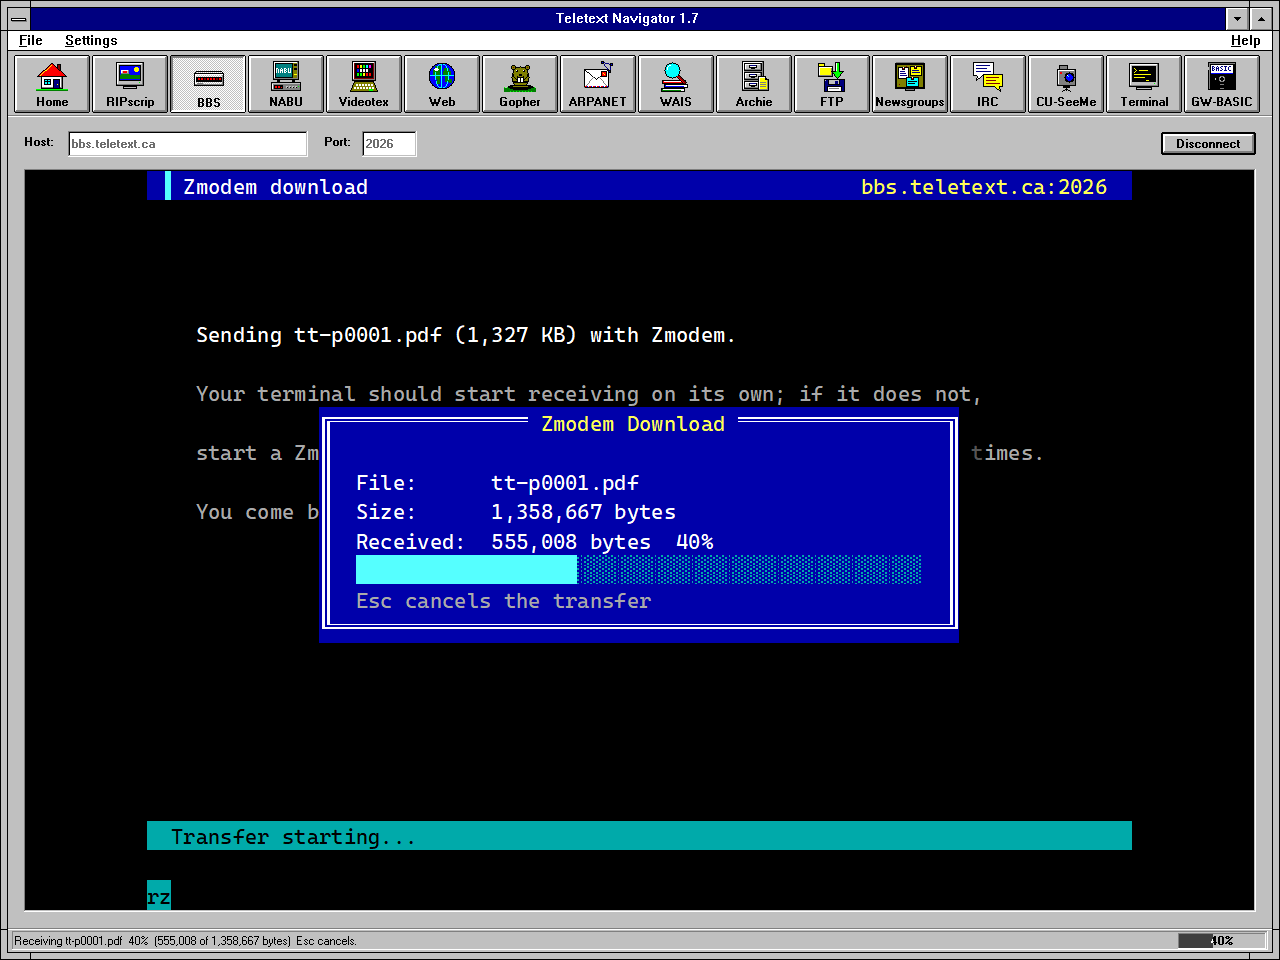 Teletext Navigator 1.7
File Settings Help
Home RIPscrip BBS NABU Videotex Web Gopher ARPANET WAIS Archie FTP Newsgroups IRC CU-SeeMe Terminal GW-BASIC
Host: bbs.teletext.ca Port: 2026 Disconnect
Zmodem download bbs.teletext.ca:2026
Sending tt-p0001.pdf (1,327 KB) with Zmodem.
Your terminal should start receiving on its own; if it does not,
start a Zm times.
You come b
Zmodem Download
File: tt-p0001.pdf
Size: 1,358,667 bytes
Received: 555,008 bytes 40%
Esc cancels the transfer
Transfer starting...
rz
Receiving tt-p0001.pdf 40% (555,008 of 1,358,667 bytes) Esc cancels. 40%